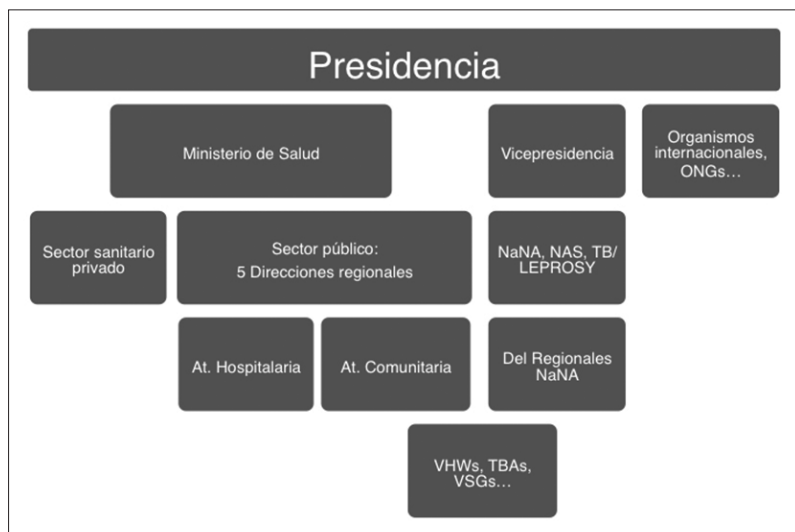 Presidencia
Ministerio de Salud
Vicepresidencia
Organismos
internacionales,
ONGs...
Sector sanitario
privado
Sector público:
5 Direcciones regionales
NaNA, NAS, TB/
LEPROSY
At. Hospitalaria
At. Comunitaria
Del Regionales
NaNA
VHWs, TBAs,
VSGs...